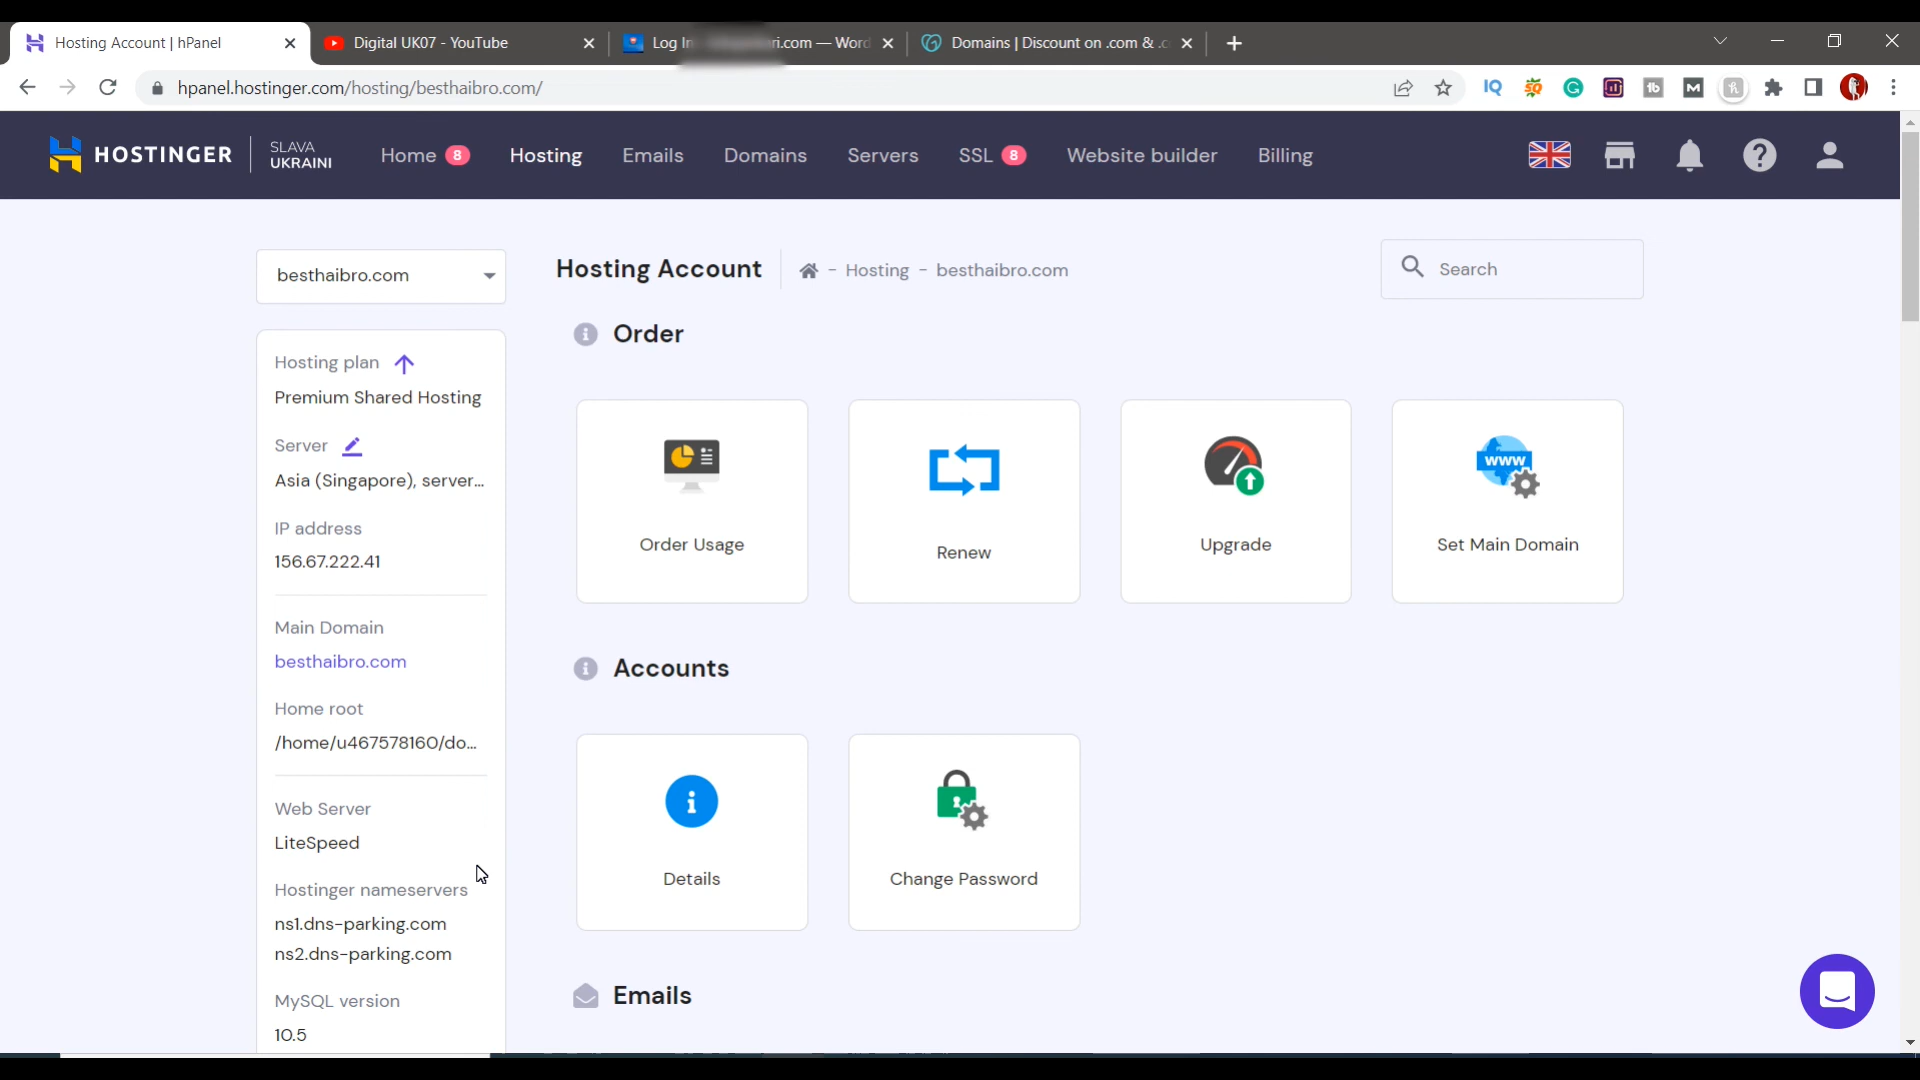 Hosting Account | hPanel
Digital UK07 - YouTube
Log In
i.com — Word
Domains | Discount on .com & .c
hpanel.hostinger.com/hosting/besthaibro.com/
HOSTINGER
SLAVA
UKRAINI
Home 8
Hosting
Emails
Domains
Servers
SSL 8
Website builder
Billing
besthaibro.com
Hosting Account
- Hosting - besthaibro.com
Search
Hosting plan
Premium Shared Hosting
Server
Asia (Singapore), server...
IP address
156.67.222.41
Main Domain
besthaibro.com
Home root
/home/u467578160/do...
Web Server
LiteSpeed
Hostinger nameservers
ns1.dns-parking.com
ns2.dns-parking.com
MySQL version
10.5
Order
Order Usage
Renew
Upgrade
www
Set Main Domain
Accounts
Details
Change Password
Emails